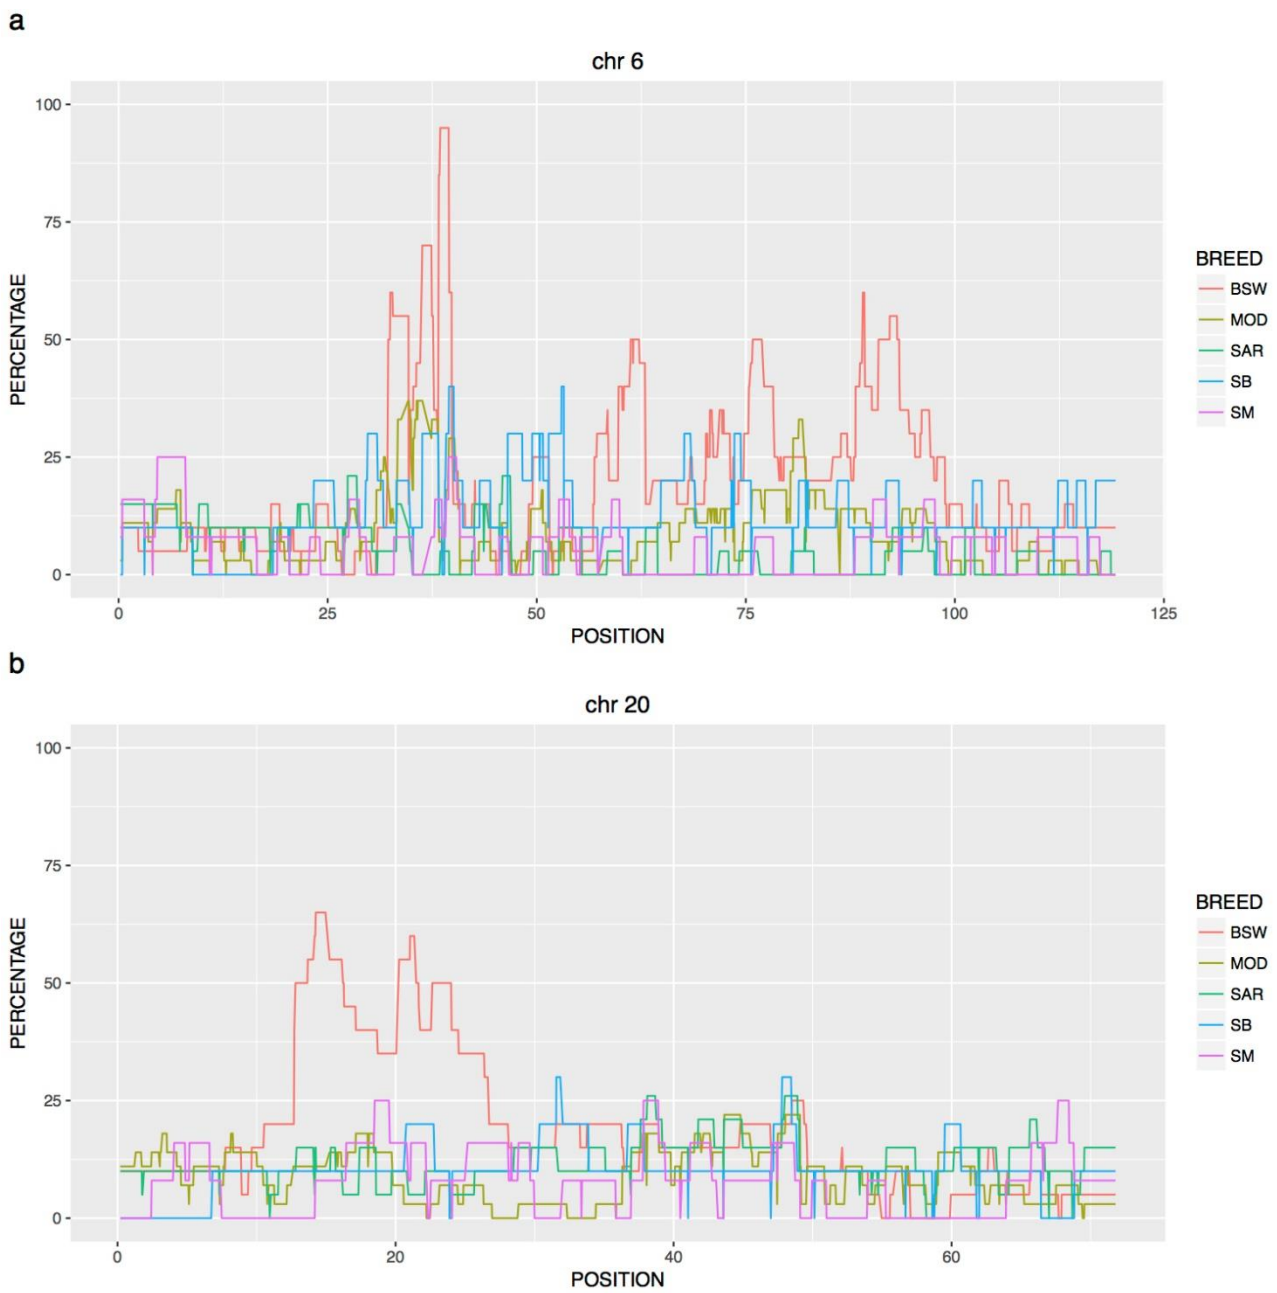 a
chr 6
100
75
50
25
0
PERCENTAGE
0 25 50 75 100 125
POSITION
BREED
BSW
MOD
SAR
SB
SM
b
chr 20
100
75
50
25
0
PERCENTAGE
0 20 40 60
POSITION
BREED
BSW
MOD
SAR
SB
SM